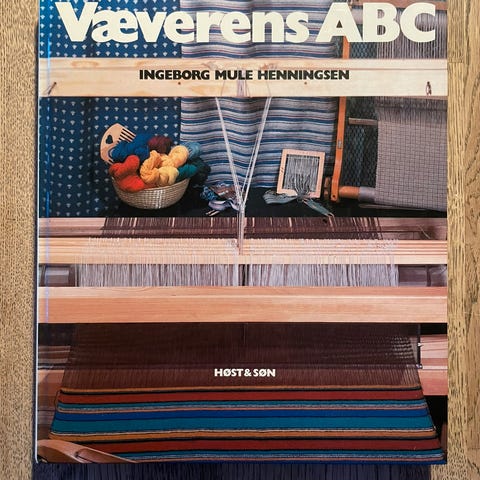 Væverens ABC
INGEBORG MULE HENNINGSEN
HØST & SØN